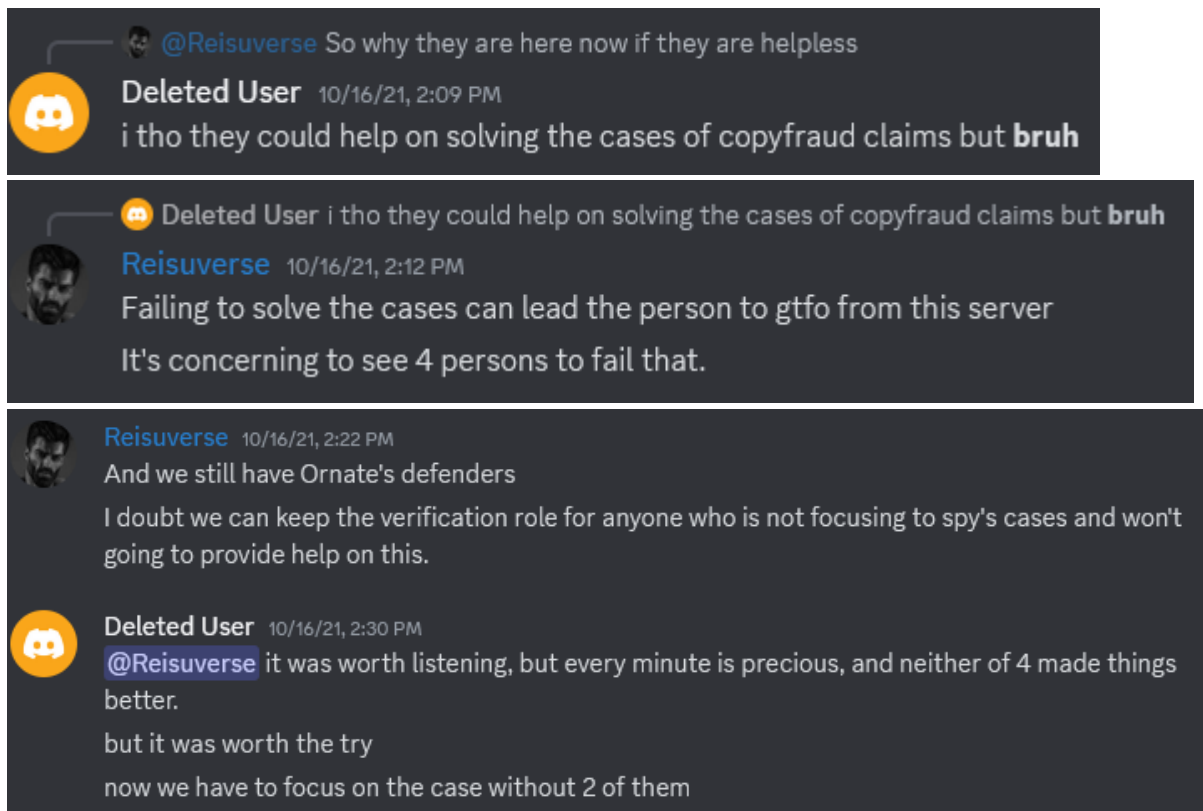 @Reisuverse So why they are here now if they are helpless
Deleted User 10/16/21, 2:09 PM
i tho they could help on solving the cases of copyfraud claims but bruh
Deleted User i tho they could help on solving the cases of copyfraud claims but bruh
Reisuverse 10/16/21, 2:12 PM
Failing to solve the cases can lead the person to gtfo from this server
It's concerning to see 4 persons to fail that.
Reisuverse 10/16/21, 2:22 PM
And we still have Ornate's defenders
I doubt we can keep the verification role for anyone who is not focusing to spy's cases and won't
going to provide help on this.
Deleted User 10/16/21, 2:30 PM
@Reisuverse it was worth listening, but every minute is precious, and neither of 4 made things
better.
but it was worth the try
now we have to focus on the case without 2 of them